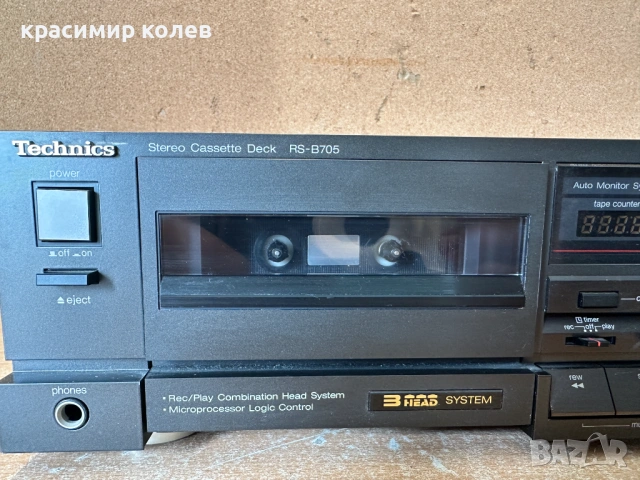 красимир колев
Technics
Stereo Cassette Deck RS-B705
power
off on
eject
phones
• Rec/Play Combination Head System
• Microprocessor Logic Control
3 HEAD SYSTEM
Auto Monitor
tape counter
timer
rec off play
rew
bazar